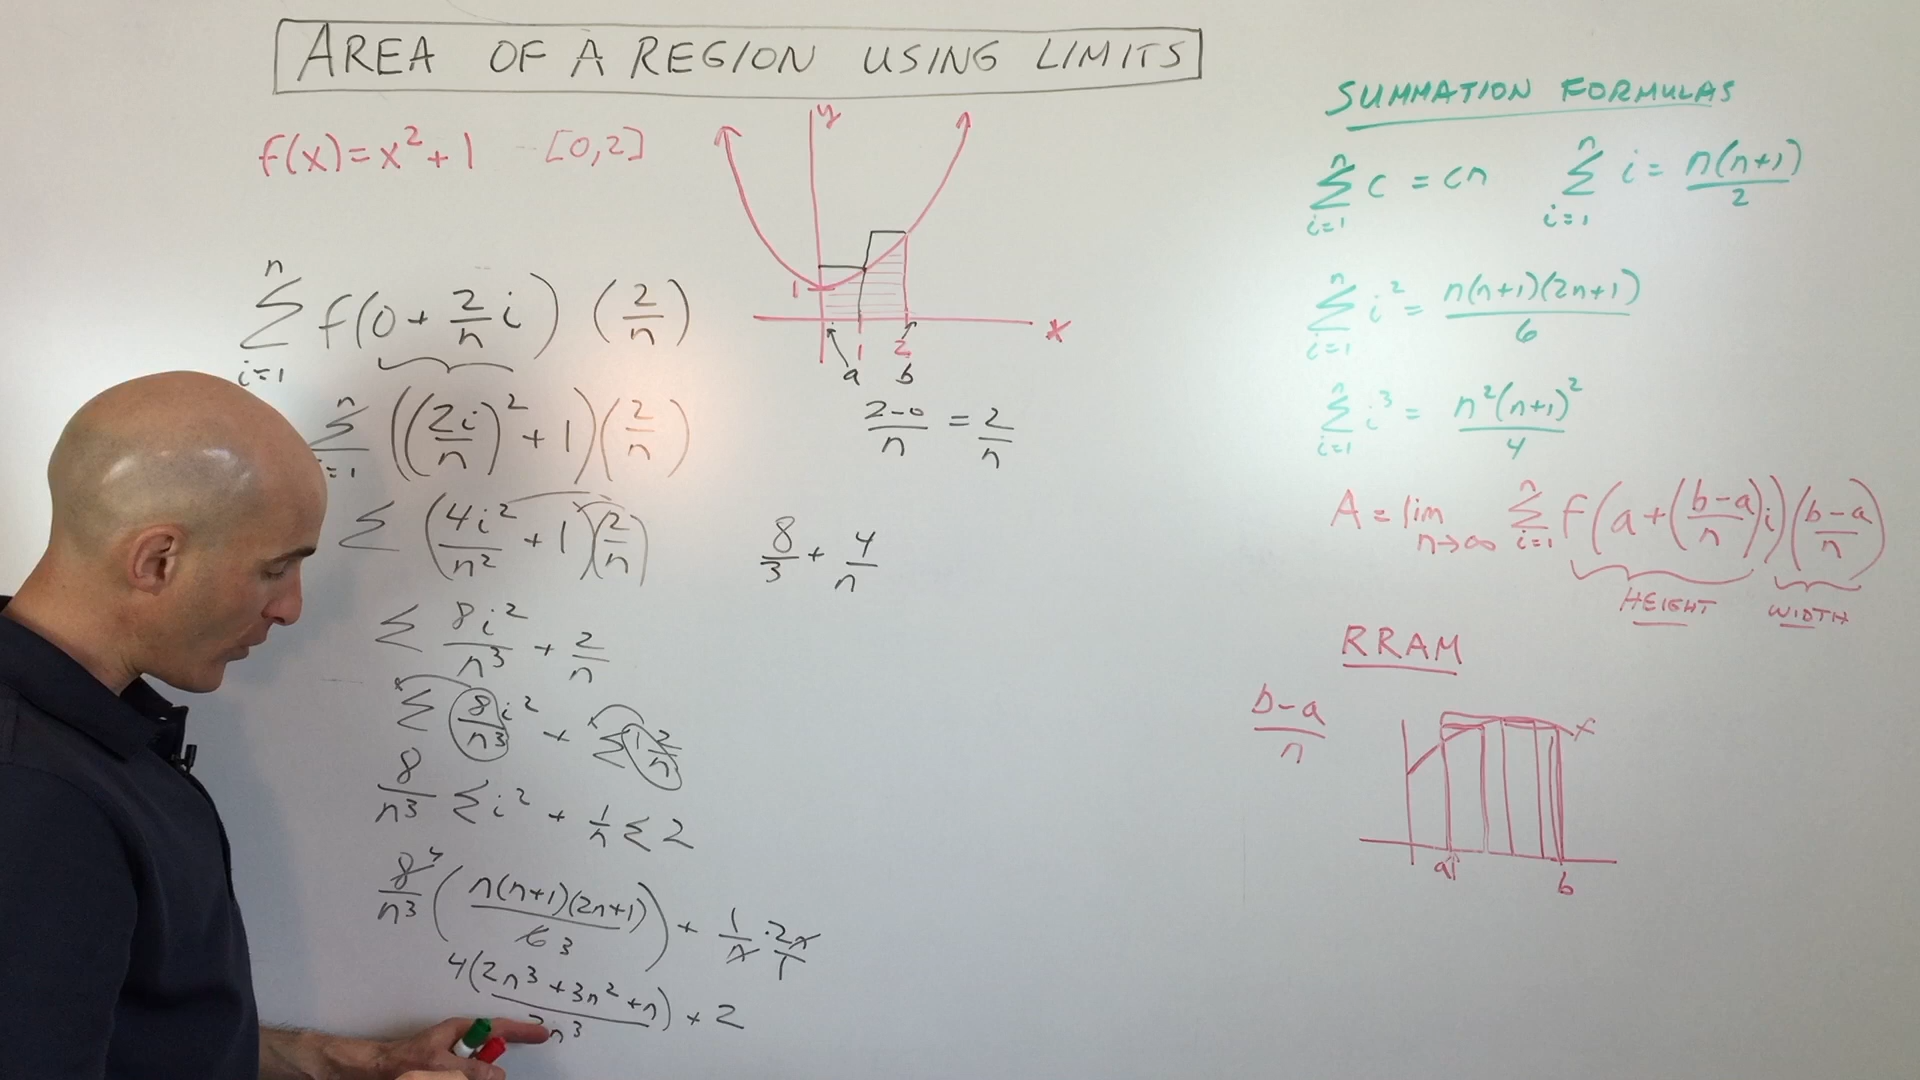 AREA OF A REGION USING LIMITS
f(x)=x²+1 [0,2]
y
1
x
1 2
a b
n
Σ f(0+ 2/n i) (2/n)
i=1
n
Σ ((2i/n)²+1)(2/n)
i=1
Σ (4i²/n² +1)(2/n)
Σ 8i²/n³ + 2/n
Σ 8/n³ i² + Σ 1 2/n
8/n³ Σ i² + 1/n Σ 2
8⁴/n³ (n(n+1)(2n+1)/6 3) + 1/n · 2n/1
4(2n³+3n²+n)/3n³ + 2
2-0/n = 2/n
8/3 + 4/n
SUMMATION FORMULAS
n
Σ c = cn
i=1
n
Σ i = n(n+1)/2
i=1
n
Σ i² = n(n+1)(2n+1)/6
i=1
n
Σ i³ = n²(n+1)²/4
i=1
A = lim n→∞ n Σ i=1 f(a+(b-a/n)i)(b-a/n)
HEIGHT WIDTH
RRAM
b-a/n
f
a b